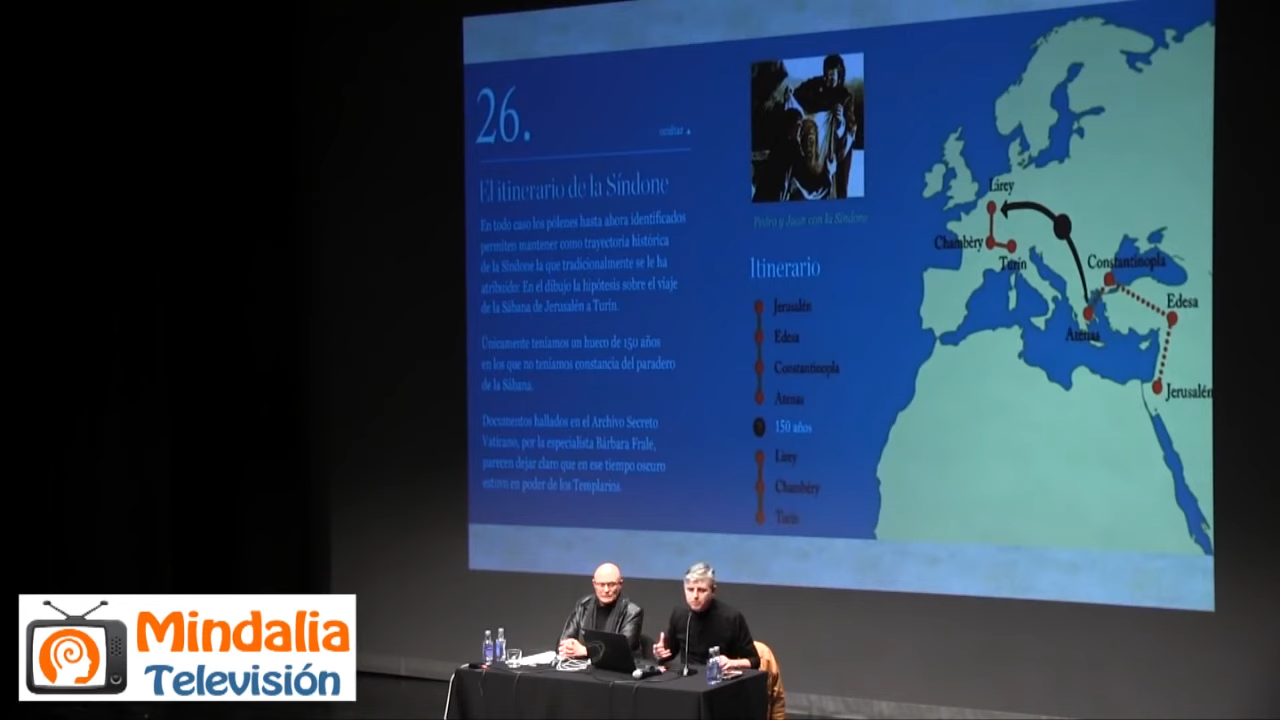 26.
ocultar ▲
El itinerario de la Síndone
En todo caso los pólenes hasta ahora identificados
permiten mantener como trayectoria histórica
de la Síndone la que tradicionalmente se le ha
atribuido: En el dibujo la hipótesis sobre el viaje
de la Sábana de Jerusalén a Turín.
Únicamente teníamos un hueco de 150 años
en los que no teníamos constancia del paradero
de la Sábana.
Documentos hallados en el Archivo Secreto
Vaticano, por la especialista Bárbara Frale,
parecen dejar claro que en ese tiempo oscuro
estuvo en poder de los Templarios.
Pedro y Juan con la Síndone
Itinerario
Jerusalén
Edesa
Constantinopla
Atenas
150 años
Lirey
Chambéry
Turín
Lirey
Chambèry
Turín
Constantinopla
Edesa
Atenas
Jerusalén
Mindalia
Televisión